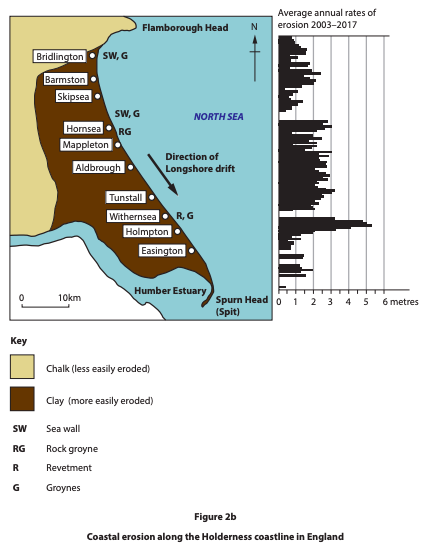 Average annual rates of
erosion 2003–2017
Flamborough Head
N
Bridlington
SW, G
Barmston
Skipsea
SW, G
NORTH SEA
Hornsea
RG
Mappleton
Direction of
Longshore drift
Aldbrough
Tunstall
Withernsea
R, G
Holmpton
Easington
Humber Estuary
Spurn Head
(Spit)
0 10km
0 1 2 3 4 5 6 metres
Key
Chalk (less easily eroded)
Clay (more easily eroded)
SW Sea wall
RG Rock groyne
R Revetment
G Groynes
Figure 2b
Coastal erosion along the Holderness coastline in England